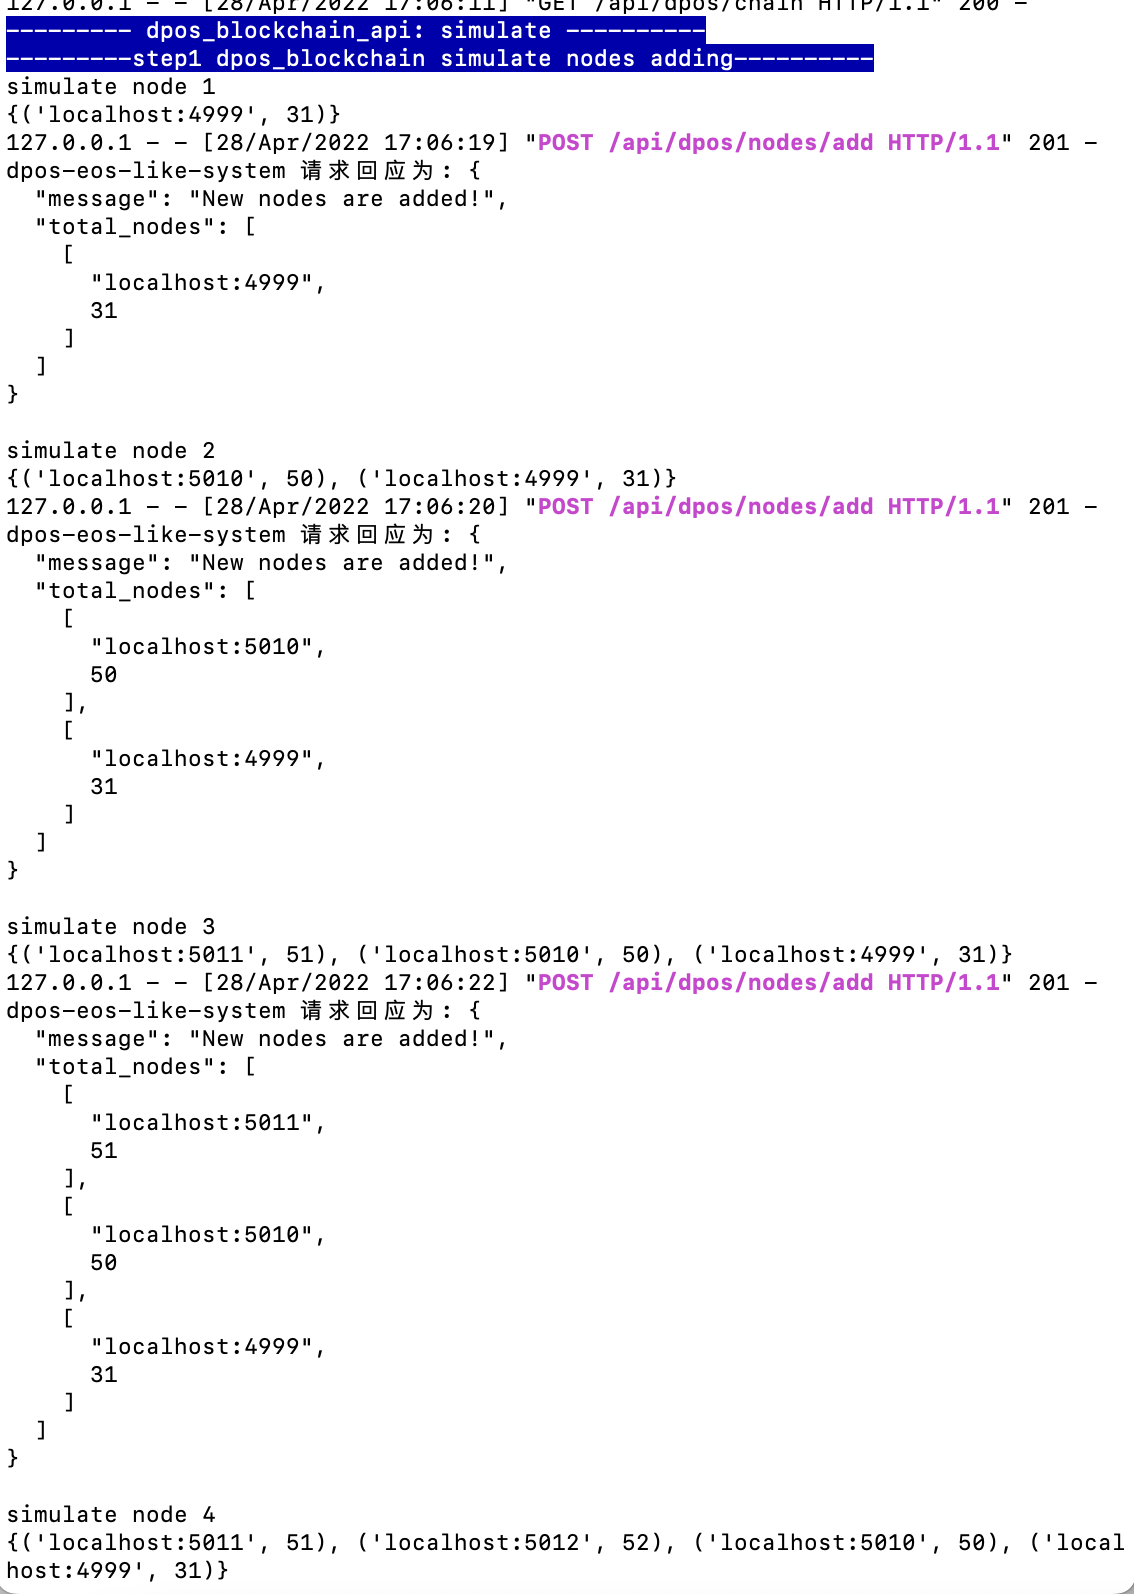 127.0.0.1 - - [28/Apr/2022 17:06:11] "GET /api/dpos/chain HTTP/1.1" 200 -
--------- dpos_blockchain_api: simulate ----------
---------step1 dpos_blockchain simulate nodes adding----------
simulate node 1
{('localhost:4999', 31)}
127.0.0.1 - - [28/Apr/2022 17:06:19] "POST /api/dpos/nodes/add HTTP/1.1" 201 -
dpos-eos-like-system 请求回应为: {
  "message": "New nodes are added!",
  "total_nodes": [
    [
      "localhost:4999",
      31
    ]
  ]
}

simulate node 2
{('localhost:5010', 50), ('localhost:4999', 31)}
127.0.0.1 - - [28/Apr/2022 17:06:20] "POST /api/dpos/nodes/add HTTP/1.1" 201 -
dpos-eos-like-system 请求回应为: {
  "message": "New nodes are added!",
  "total_nodes": [
    [
      "localhost:5010",
      50
    ],
    [
      "localhost:4999",
      31
    ]
  ]
}

simulate node 3
{('localhost:5011', 51), ('localhost:5010', 50), ('localhost:4999', 31)}
127.0.0.1 - - [28/Apr/2022 17:06:22] "POST /api/dpos/nodes/add HTTP/1.1" 201 -
dpos-eos-like-system 请求回应为: {
  "message": "New nodes are added!",
  "total_nodes": [
    [
      "localhost:5011",
      51
    ],
    [
      "localhost:5010",
      50
    ],
    [
      "localhost:4999",
      31
    ]
  ]
}

simulate node 4
{('localhost:5011', 51), ('localhost:5012', 52), ('localhost:5010', 50), ('local
host:4999', 31)}